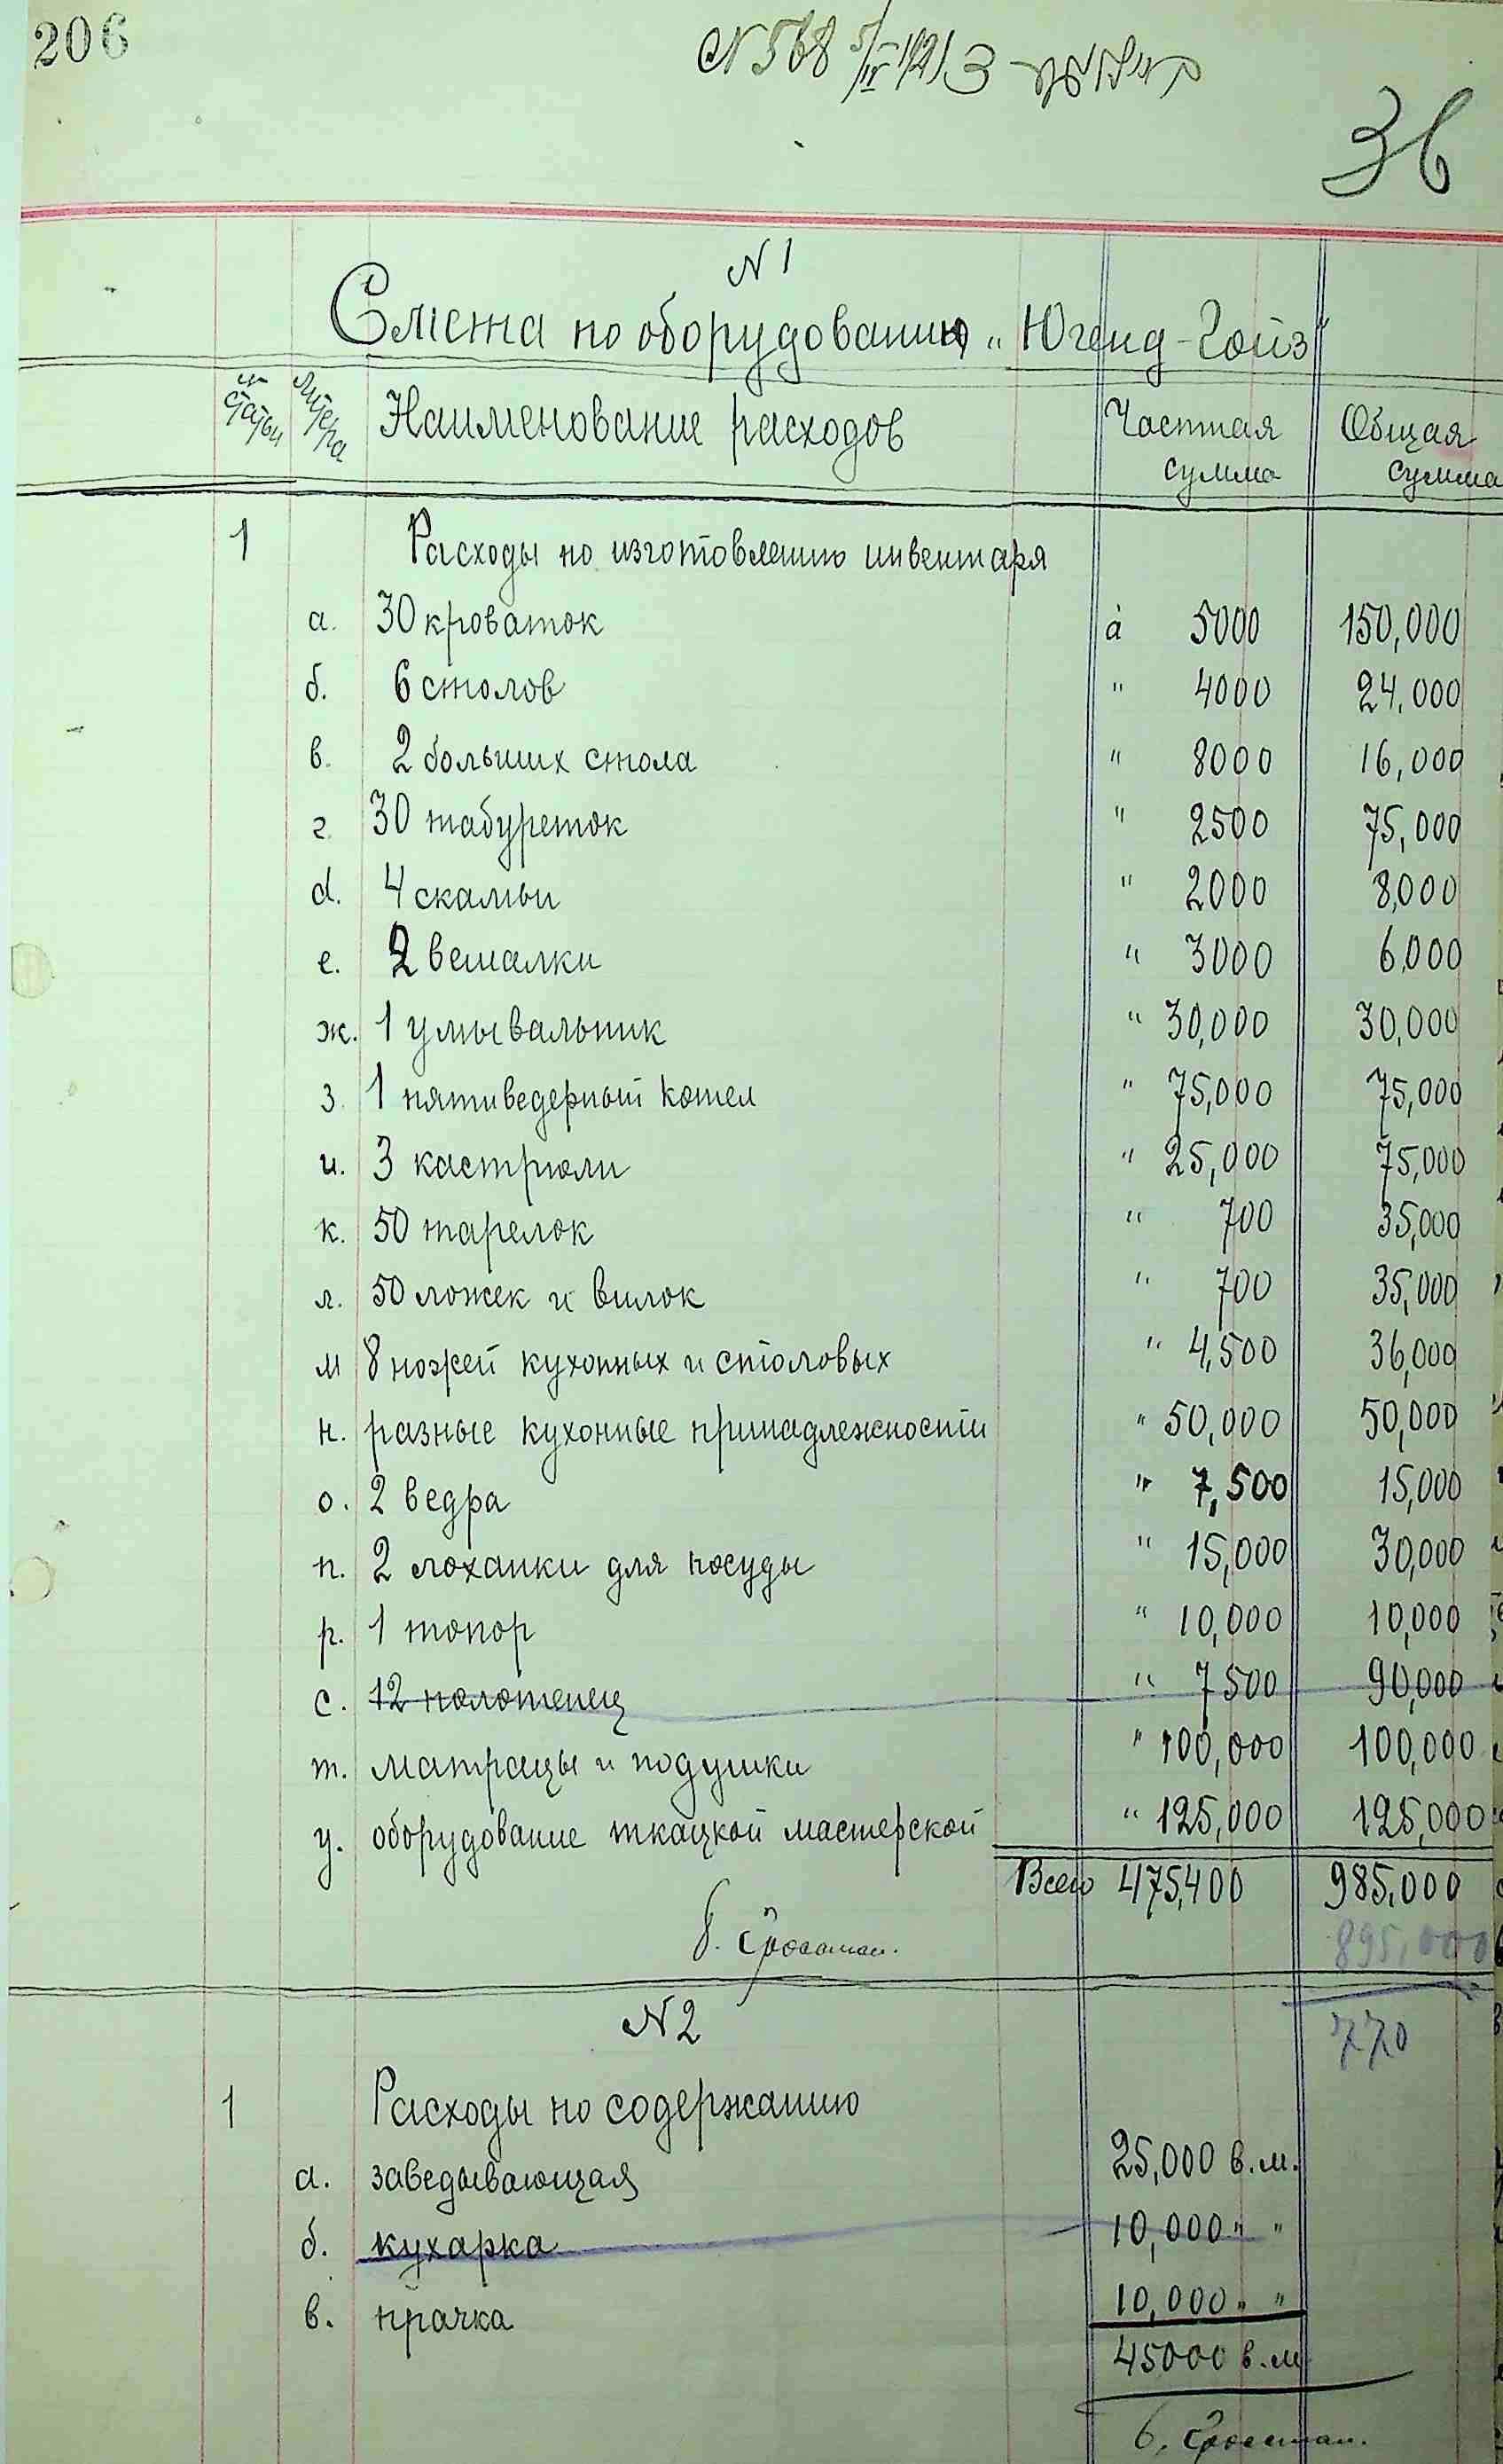 206
N 568 5/IV 1921
36
N 1
Смета по оборудованию „Югенд-Гойз"
N статьи Литера Наименование расходов Частная сумма Общая сумма
1 Расходы по изготовлению инвентаря
а. 30 кроваток à 5000 150,000
б. 6 столов " 4000 24.000
в. 2 больших стола " 8000 16,000
г. 30 табуреток " 2500 75,000
d. 4 скамьи " 2000 8,000
е. 2 вешалки " 3000 6,000
ж. 1 умывальник " 30,000 30,000
з. 1 пятиведерный котел " 75,000 75,000
и. 3 кастрюли " 25,000 75,000
к. 50 тарелок " 700 35,000
л. 50 ложек и вилок " 700 35,000
м 8 ножей кухонных и столовых " 4,500 36,000
н. разные кухонные принадлежности " 50,000 50,000
о. 2 ведра " 7,500 15,000
п. 2 лоханки для посуды " 15,000 30,000
р. 1 топор " 10,000 10,000
с. 12 полотенец " 7500 90,000
т. матрацы и подушки " 100,000 100,000
у. оборудование ткацкой мастерской " 125,000 125,000
Всего 475,400 985.000
895,000
770
N 2
1 Расходы по содержанию
а. заведывающая 25,000 в.м.
б. кухарка 10,000 " "
в. прачка 10,000 " "
45000 в.м